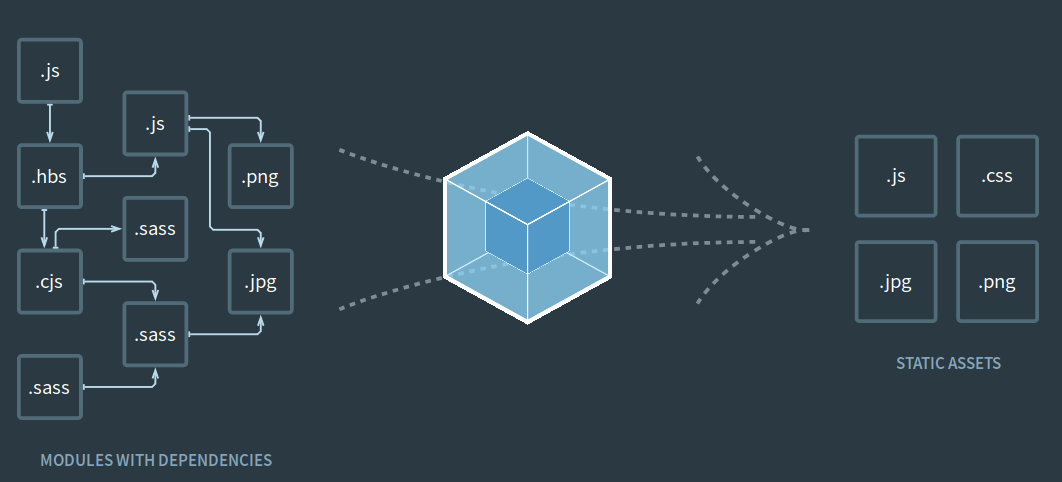 .js
.js
.hbs
.png
.sass
.cjs
.jpg
.sass
.sass
MODULES WITH DEPENDENCIES
.js
.css
.jpg
.png
STATIC ASSETS